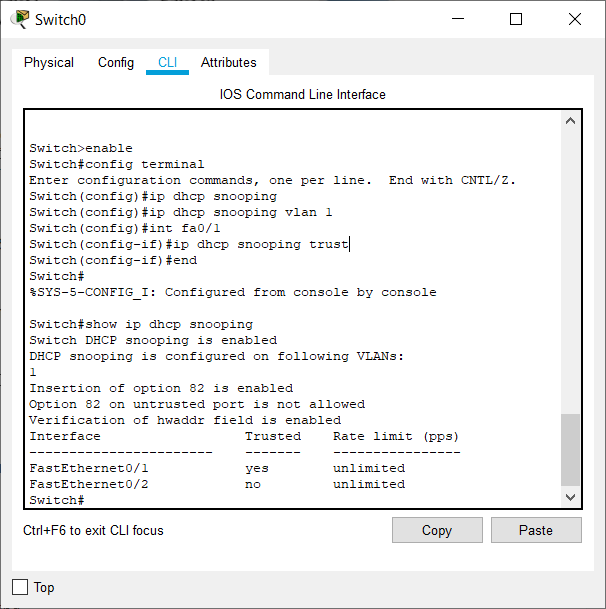 Switch0
Physical Config CLI Attributes
IOS Command Line Interface
Switch>enable
Switch#config terminal
Enter configuration commands, one per line.  End with CNTL/Z.
Switch(config)#ip dhcp snooping
Switch(config)#ip dhcp snooping vlan 1
Switch(config)#int fa0/1
Switch(config-if)#ip dhcp snooping trust
Switch(config-if)#end
Switch#
%SYS-5-CONFIG_I: Configured from console by console
Switch#show ip dhcp snooping
Switch DHCP snooping is enabled
DHCP snooping is configured on following VLANs:
1
Insertion of option 82 is enabled
Option 82 on untrusted port is not allowed
Verification of hwaddr field is enabled
Interface                  Trusted    Rate limit (pps)
-----------------------    -------    ----------------
FastEthernet0/1            yes        unlimited
FastEthernet0/2            no         unlimited
Switch#
Ctrl+F6 to exit CLI focus Copy Paste
Top